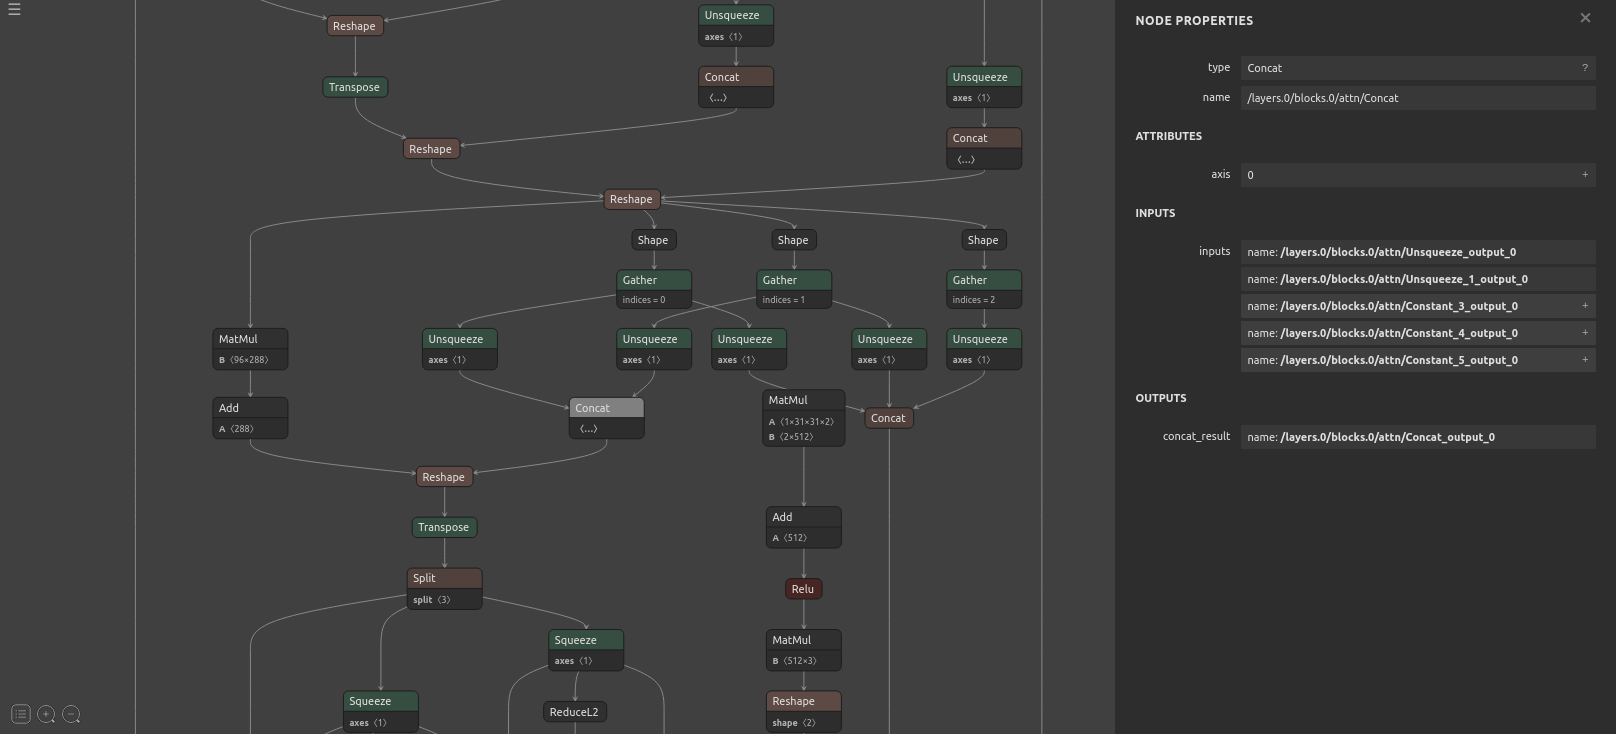 Reshape
Unsqueeze
axes ⟨1⟩
Transpose
Concat
⟨…⟩
Unsqueeze
axes ⟨1⟩
Reshape
Concat
⟨…⟩
Reshape
Shape
Shape
Shape
Gather
indices = 0
Gather
indices = 1
Gather
indices = 2
MatMul
B ⟨96×288⟩
Unsqueeze
axes ⟨1⟩
Unsqueeze
axes ⟨1⟩
Unsqueeze
axes ⟨1⟩
Unsqueeze
axes ⟨1⟩
Unsqueeze
axes ⟨1⟩
Add
A ⟨288⟩
Concat
⟨…⟩
MatMul
A ⟨1×31×31×2⟩
B ⟨2×512⟩
Concat
Reshape
Transpose
Add
A ⟨512⟩
Split
split ⟨3⟩
Relu
Squeeze
axes ⟨1⟩
MatMul
B ⟨512×3⟩
Squeeze
axes ⟨1⟩
ReduceL2
Reshape
shape ⟨2⟩
NODE PROPERTIES
type Concat ?
name /layers.0/blocks.0/attn/Concat
ATTRIBUTES
axis 0 +
INPUTS
inputs name: /layers.0/blocks.0/attn/Unsqueeze_output_0
name: /layers.0/blocks.0/attn/Unsqueeze_1_output_0
name: /layers.0/blocks.0/attn/Constant_3_output_0 +
name: /layers.0/blocks.0/attn/Constant_4_output_0 +
name: /layers.0/blocks.0/attn/Constant_5_output_0 +
OUTPUTS
concat_result name: /layers.0/blocks.0/attn/Concat_output_0